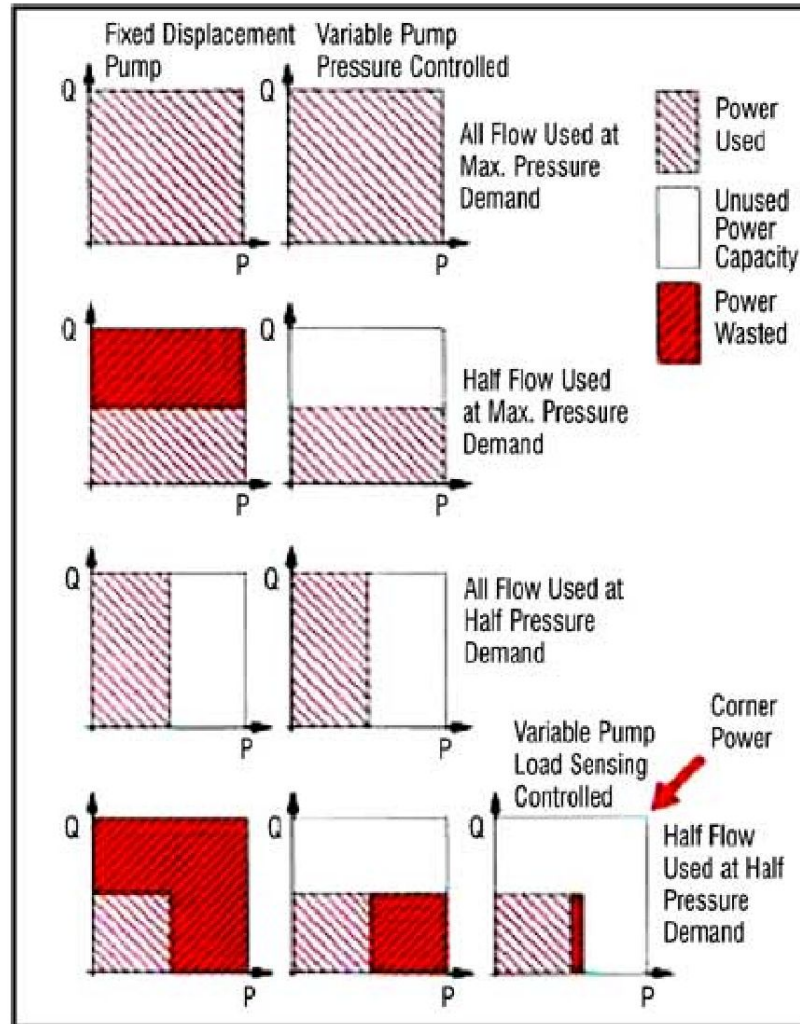 Fixed Displacement
Pump
Variable Pump
Pressure Controlled
Q
P
Q
P
All Flow Used at
Max. Pressure
Demand
Power
Used
Unused
Power
Capacity
Power
Wasted
Q
P
Q
P
Half Flow Used
at Max. Pressure
Demand
Q
P
Q
P
All Flow Used at
Half Pressure
Demand
Variable Pump
Load Sensing
Controlled
Corner
Power
Q
P
Q
P
Q
P
Half Flow
Used at Half
Pressure
Demand